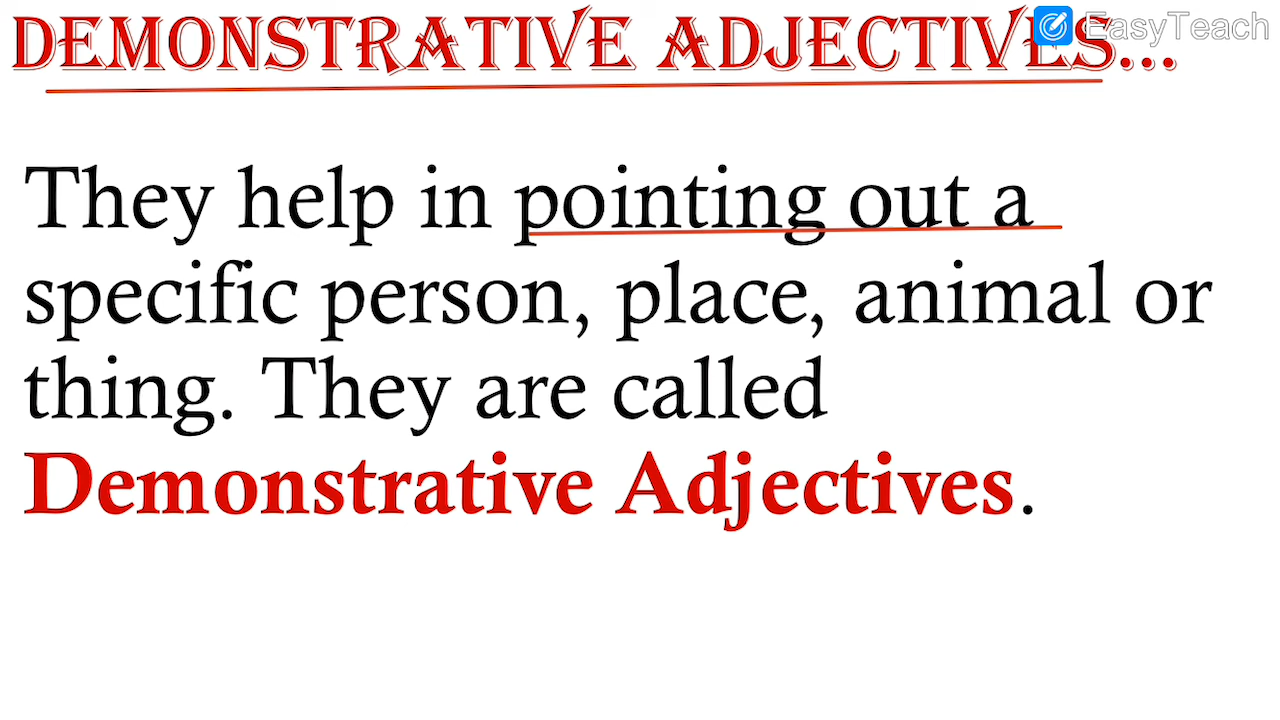 DEMONSTRATIVE ADJECTIVES...
EasyTeach
They help in pointing out a
specific person, place, animal or
thing. They are called
Demonstrative Adjectives.